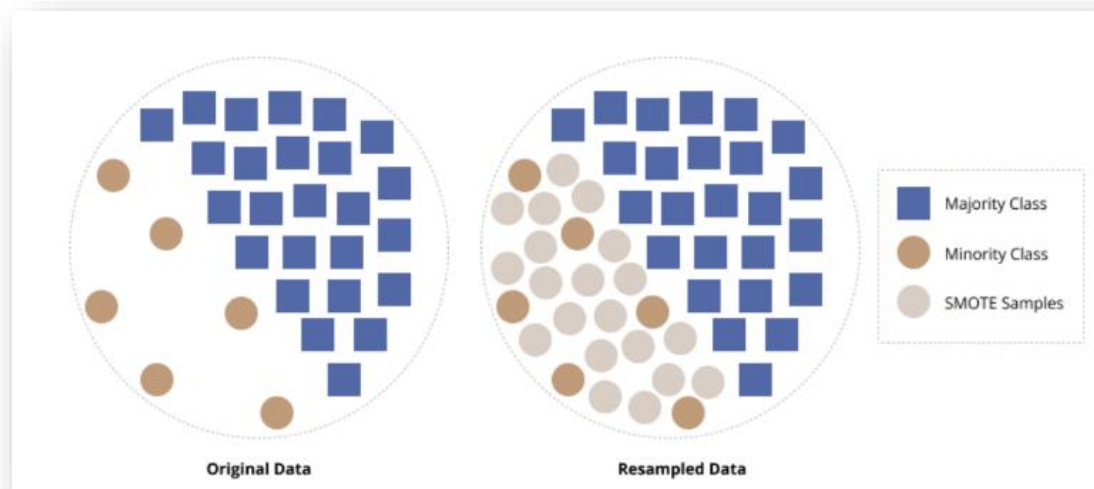 Majority Class
Minority Class
SMOTE Samples
Original Data
Resampled Data